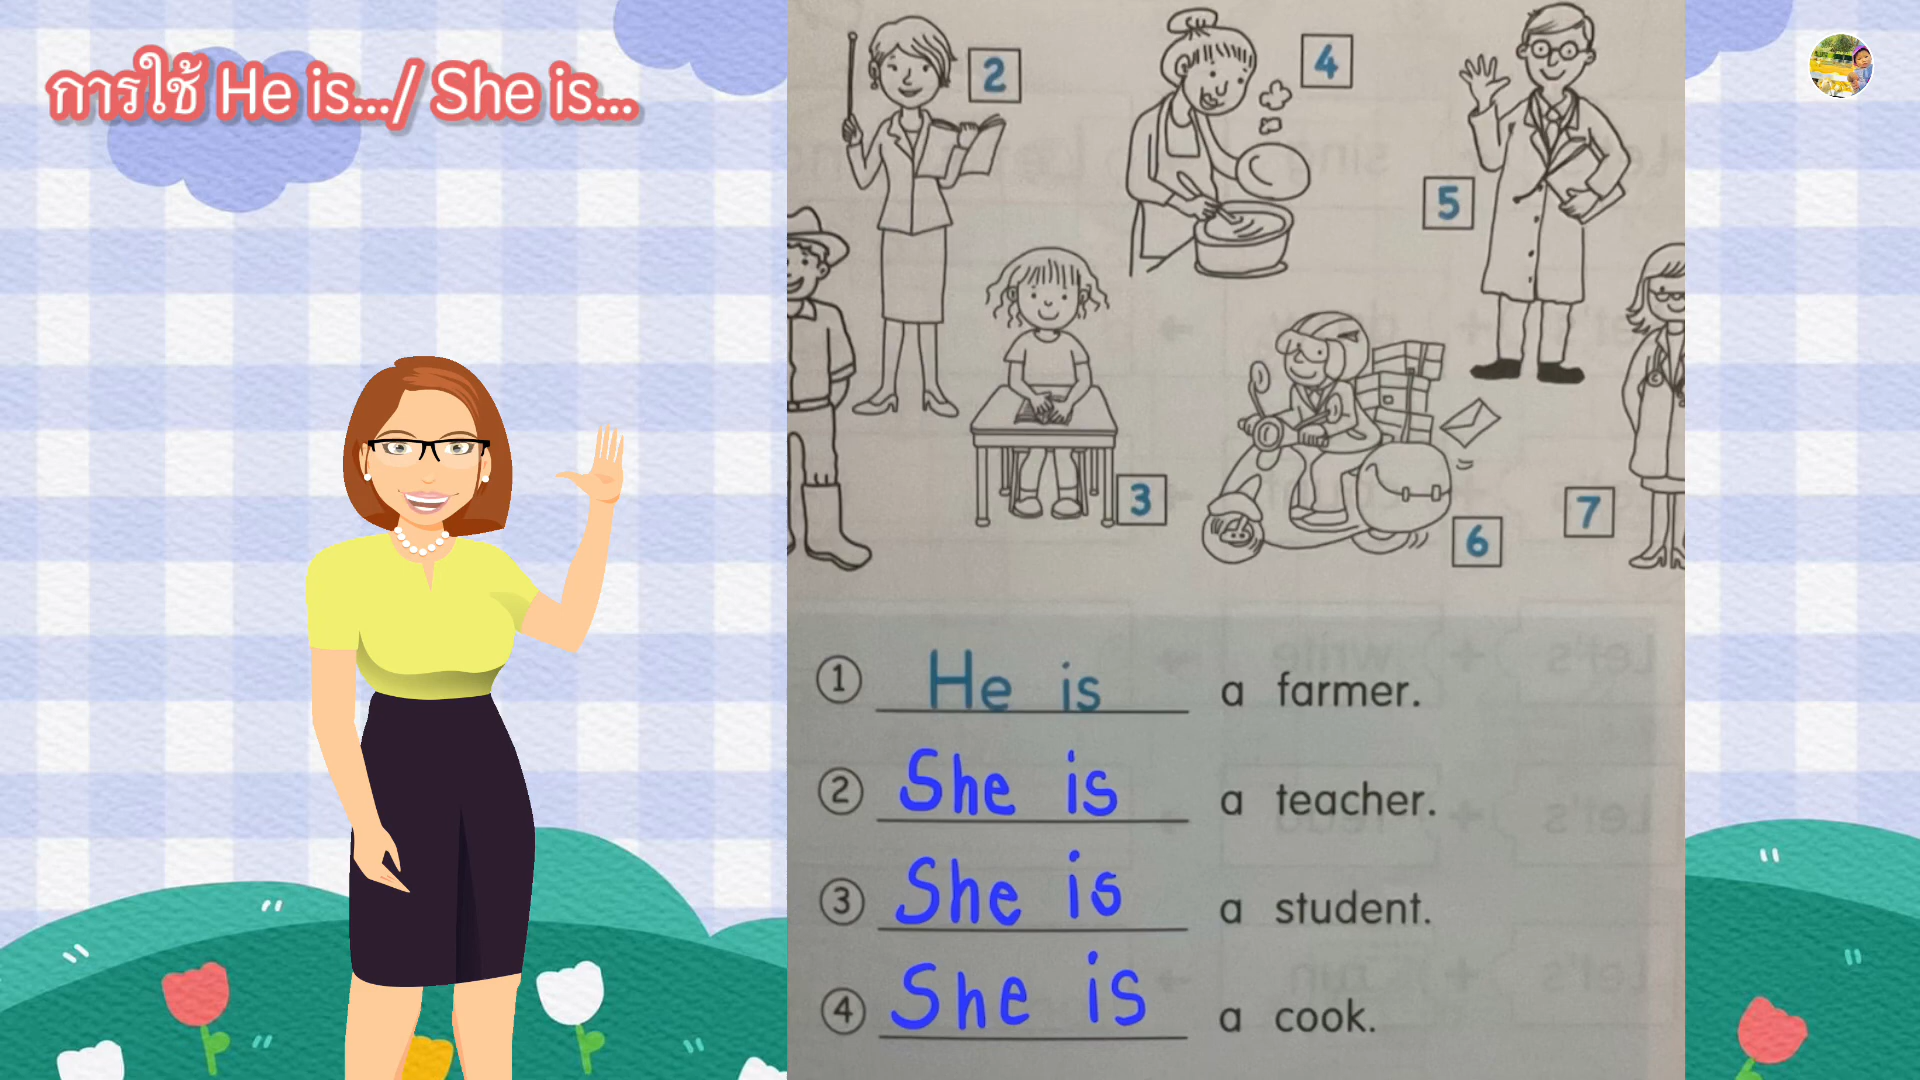 การใช้ He is.../ She is...
2
4
5
3
6
7
① He is a farmer.
② She is a teacher.
③ She is a student.
④ She is a cook.